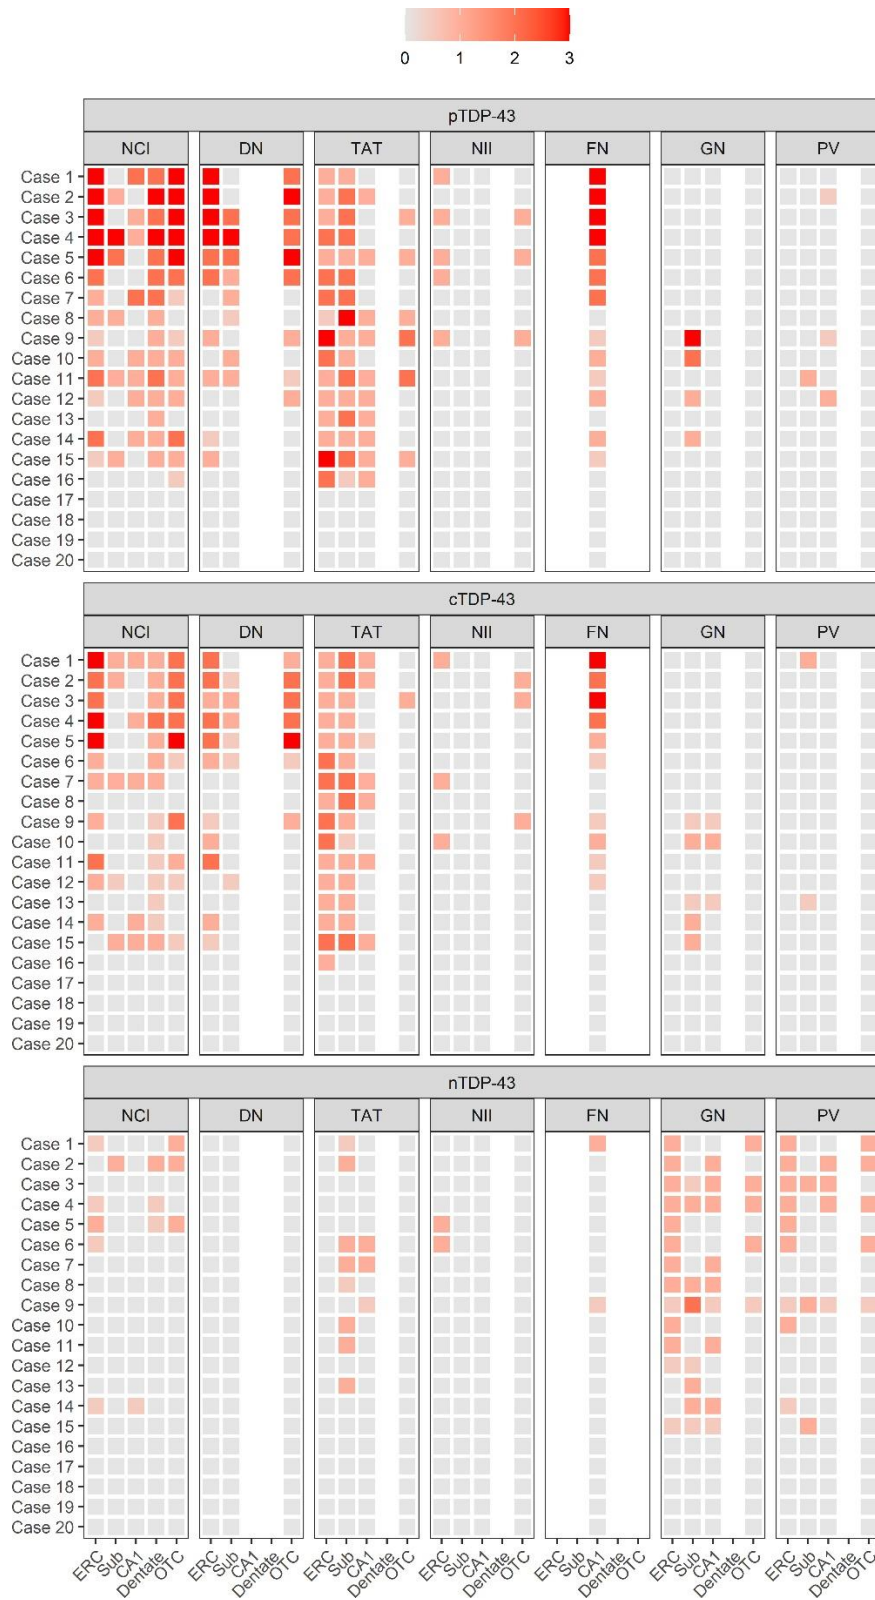 0 1 2 3
pTDP-43
NCI DN TAT NII FN GN PV
Case 1
Case 2
Case 3
Case 4
Case 5
Case 6
Case 7
Case 8
Case 9
Case 10
Case 11
Case 12
Case 13
Case 14
Case 15
Case 16
Case 17
Case 18
Case 19
Case 20
cTDP-43
NCI DN TAT NII FN GN PV
Case 1
Case 2
Case 3
Case 4
Case 5
Case 6
Case 7
Case 8
Case 9
Case 10
Case 11
Case 12
Case 13
Case 14
Case 15
Case 16
Case 17
Case 18
Case 19
Case 20
nTDP-43
NCI DN TAT NII FN GN PV
Case 1
Case 2
Case 3
Case 4
Case 5
Case 6
Case 7
Case 8
Case 9
Case 10
Case 11
Case 12
Case 13
Case 14
Case 15
Case 16
Case 17
Case 18
Case 19
Case 20
ERC Sub CA1 Dentate OTC ERC Sub CA1 Dentate OTC ERC Sub CA1 Dentate OTC ERC Sub CA1 Dentate OTC ERC Sub CA1 Dentate OTC ERC Sub CA1 Dentate OTC ERC Sub CA1 Dentate OTC